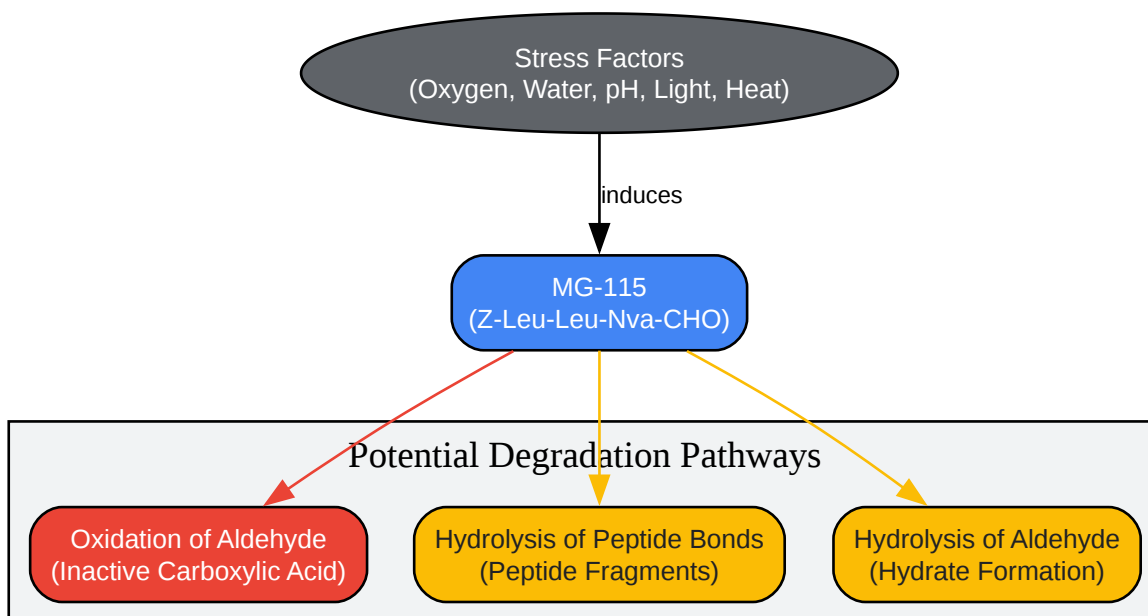 Stress Factors
(Oxygen, Water, pH, Light, Heat)
induces
MG-115
(Z-Leu-Leu-Nva-CHO)
Potential Degradation Pathways
Oxidation of Aldehyde
(Inactive Carboxylic Acid)
Hydrolysis of Peptide Bonds
(Peptide Fragments)
Hydrolysis of Aldehyde
(Hydrate Formation)